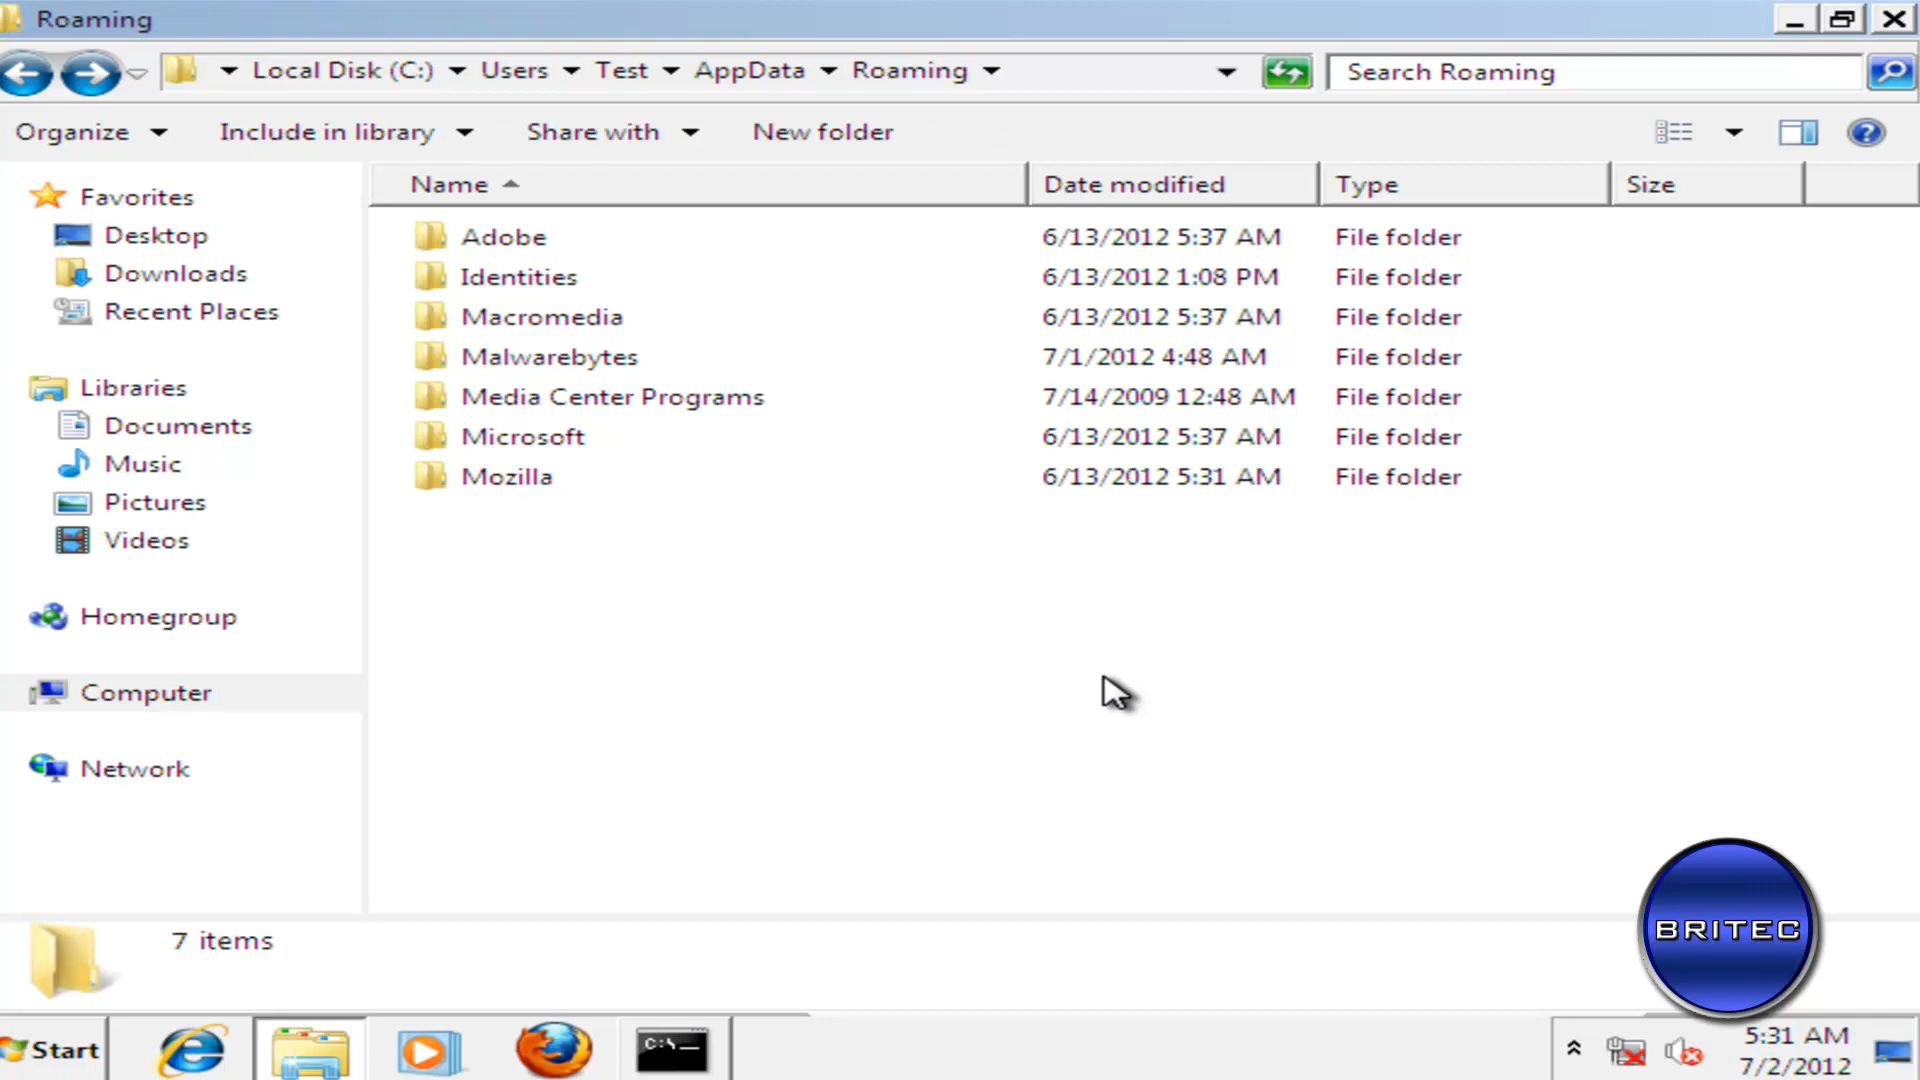 Roaming
Local Disk (C:) Users Test AppData Roaming
Search Roaming
Organize Include in library Share with New folder
Name Date modified Type Size
Favorites
Desktop
Downloads
Recent Places
Libraries
Documents
Music
Pictures
Videos
Homegroup
Computer
Network
Adobe 6/13/2012 5:37 AM File folder
Identities 6/13/2012 1:08 PM File folder
Macromedia 6/13/2012 5:37 AM File folder
Malwarebytes 7/1/2012 4:48 AM File folder
Media Center Programs 7/14/2009 12:48 AM File folder
Microsoft 6/13/2012 5:37 AM File folder
Mozilla 6/13/2012 5:31 AM File folder
7 items
BRITEC
Start
C:\
5:31 AM
7/2/2012